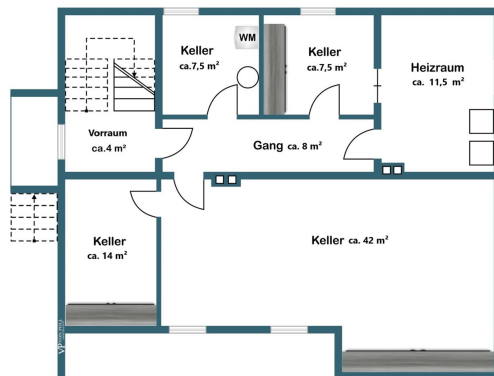 WM
Keller
ca.7,5 m²
Keller
ca.7,5 m²
Heizraum
ca. 11,5 m²
Vorraum
ca.4 m²
Gang ca. 8 m²
Keller
ca. 14 m²
Keller ca. 42 m²